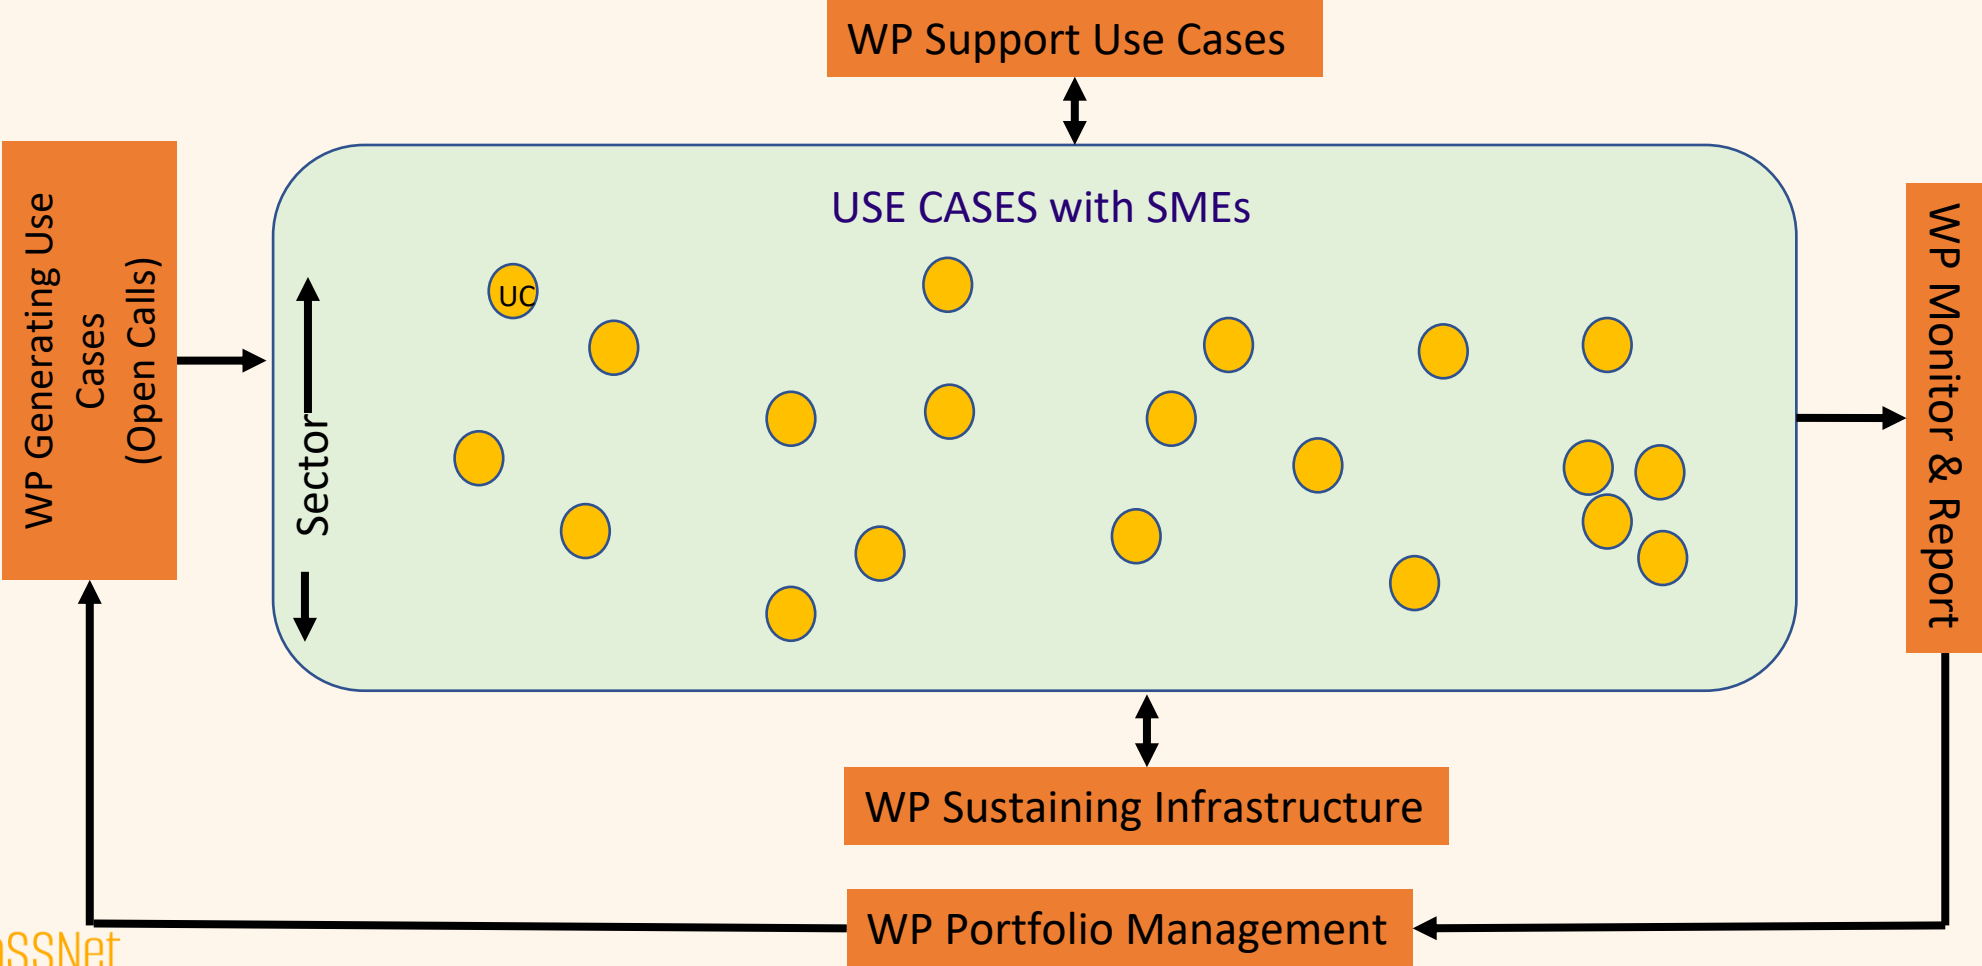 WP Support Use Cases
WP Generating Use
Cases
(Open Calls)
USE CASES with SMEs
UC
Sector
WP Monitor & Report
WP Sustaining Infrastructure
WP Portfolio Management